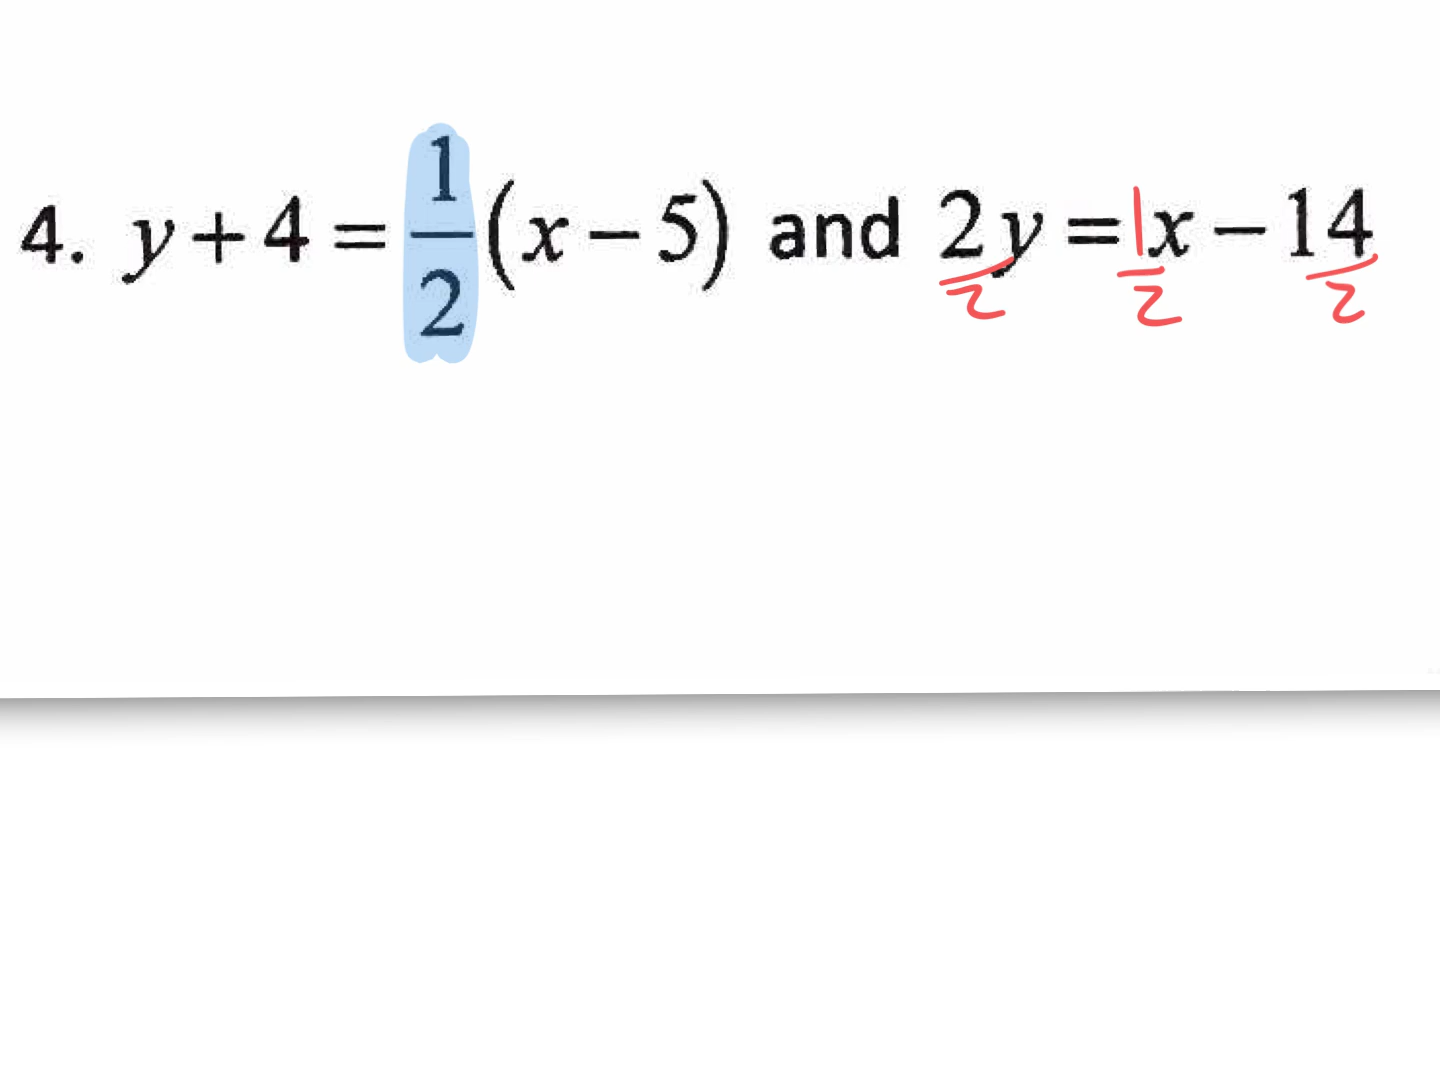 4. y + 4 = 1/2 (x − 5) and 2y/2 = 1x/2 − 14/2